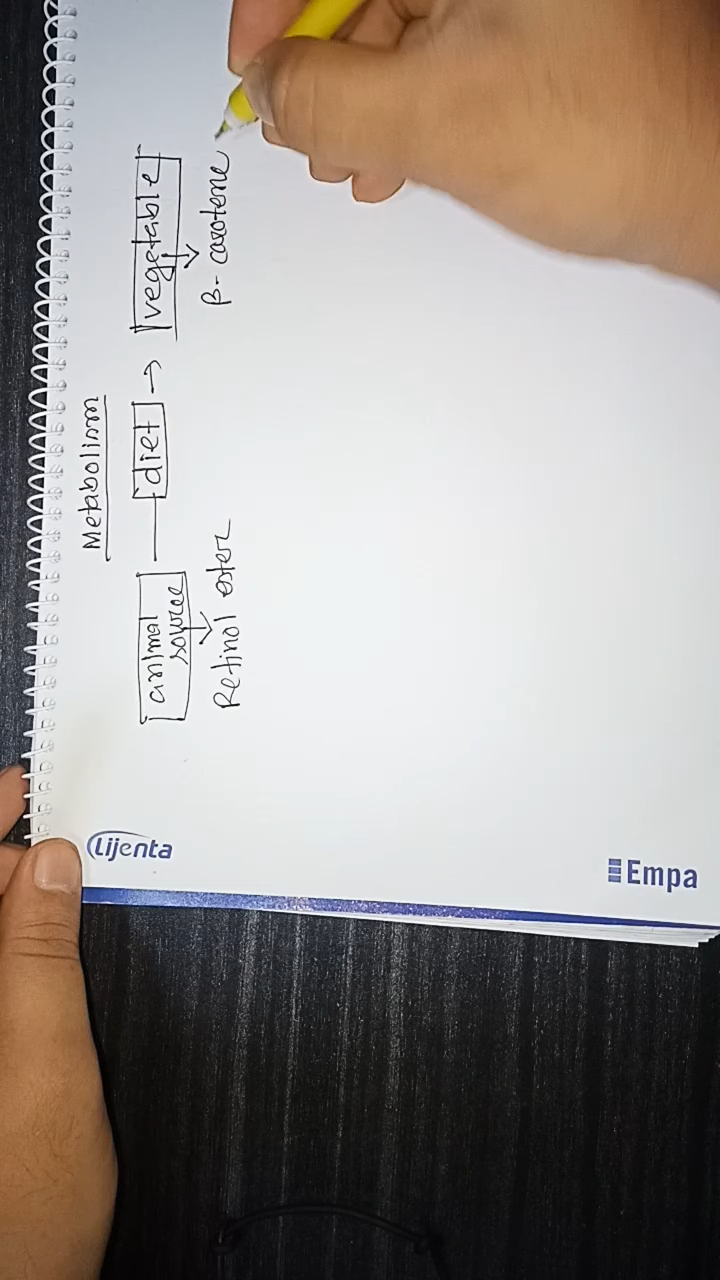 Metabolism
animal source — diet → vegetable
Retinol ester β-carotene
Lijenta
Empa